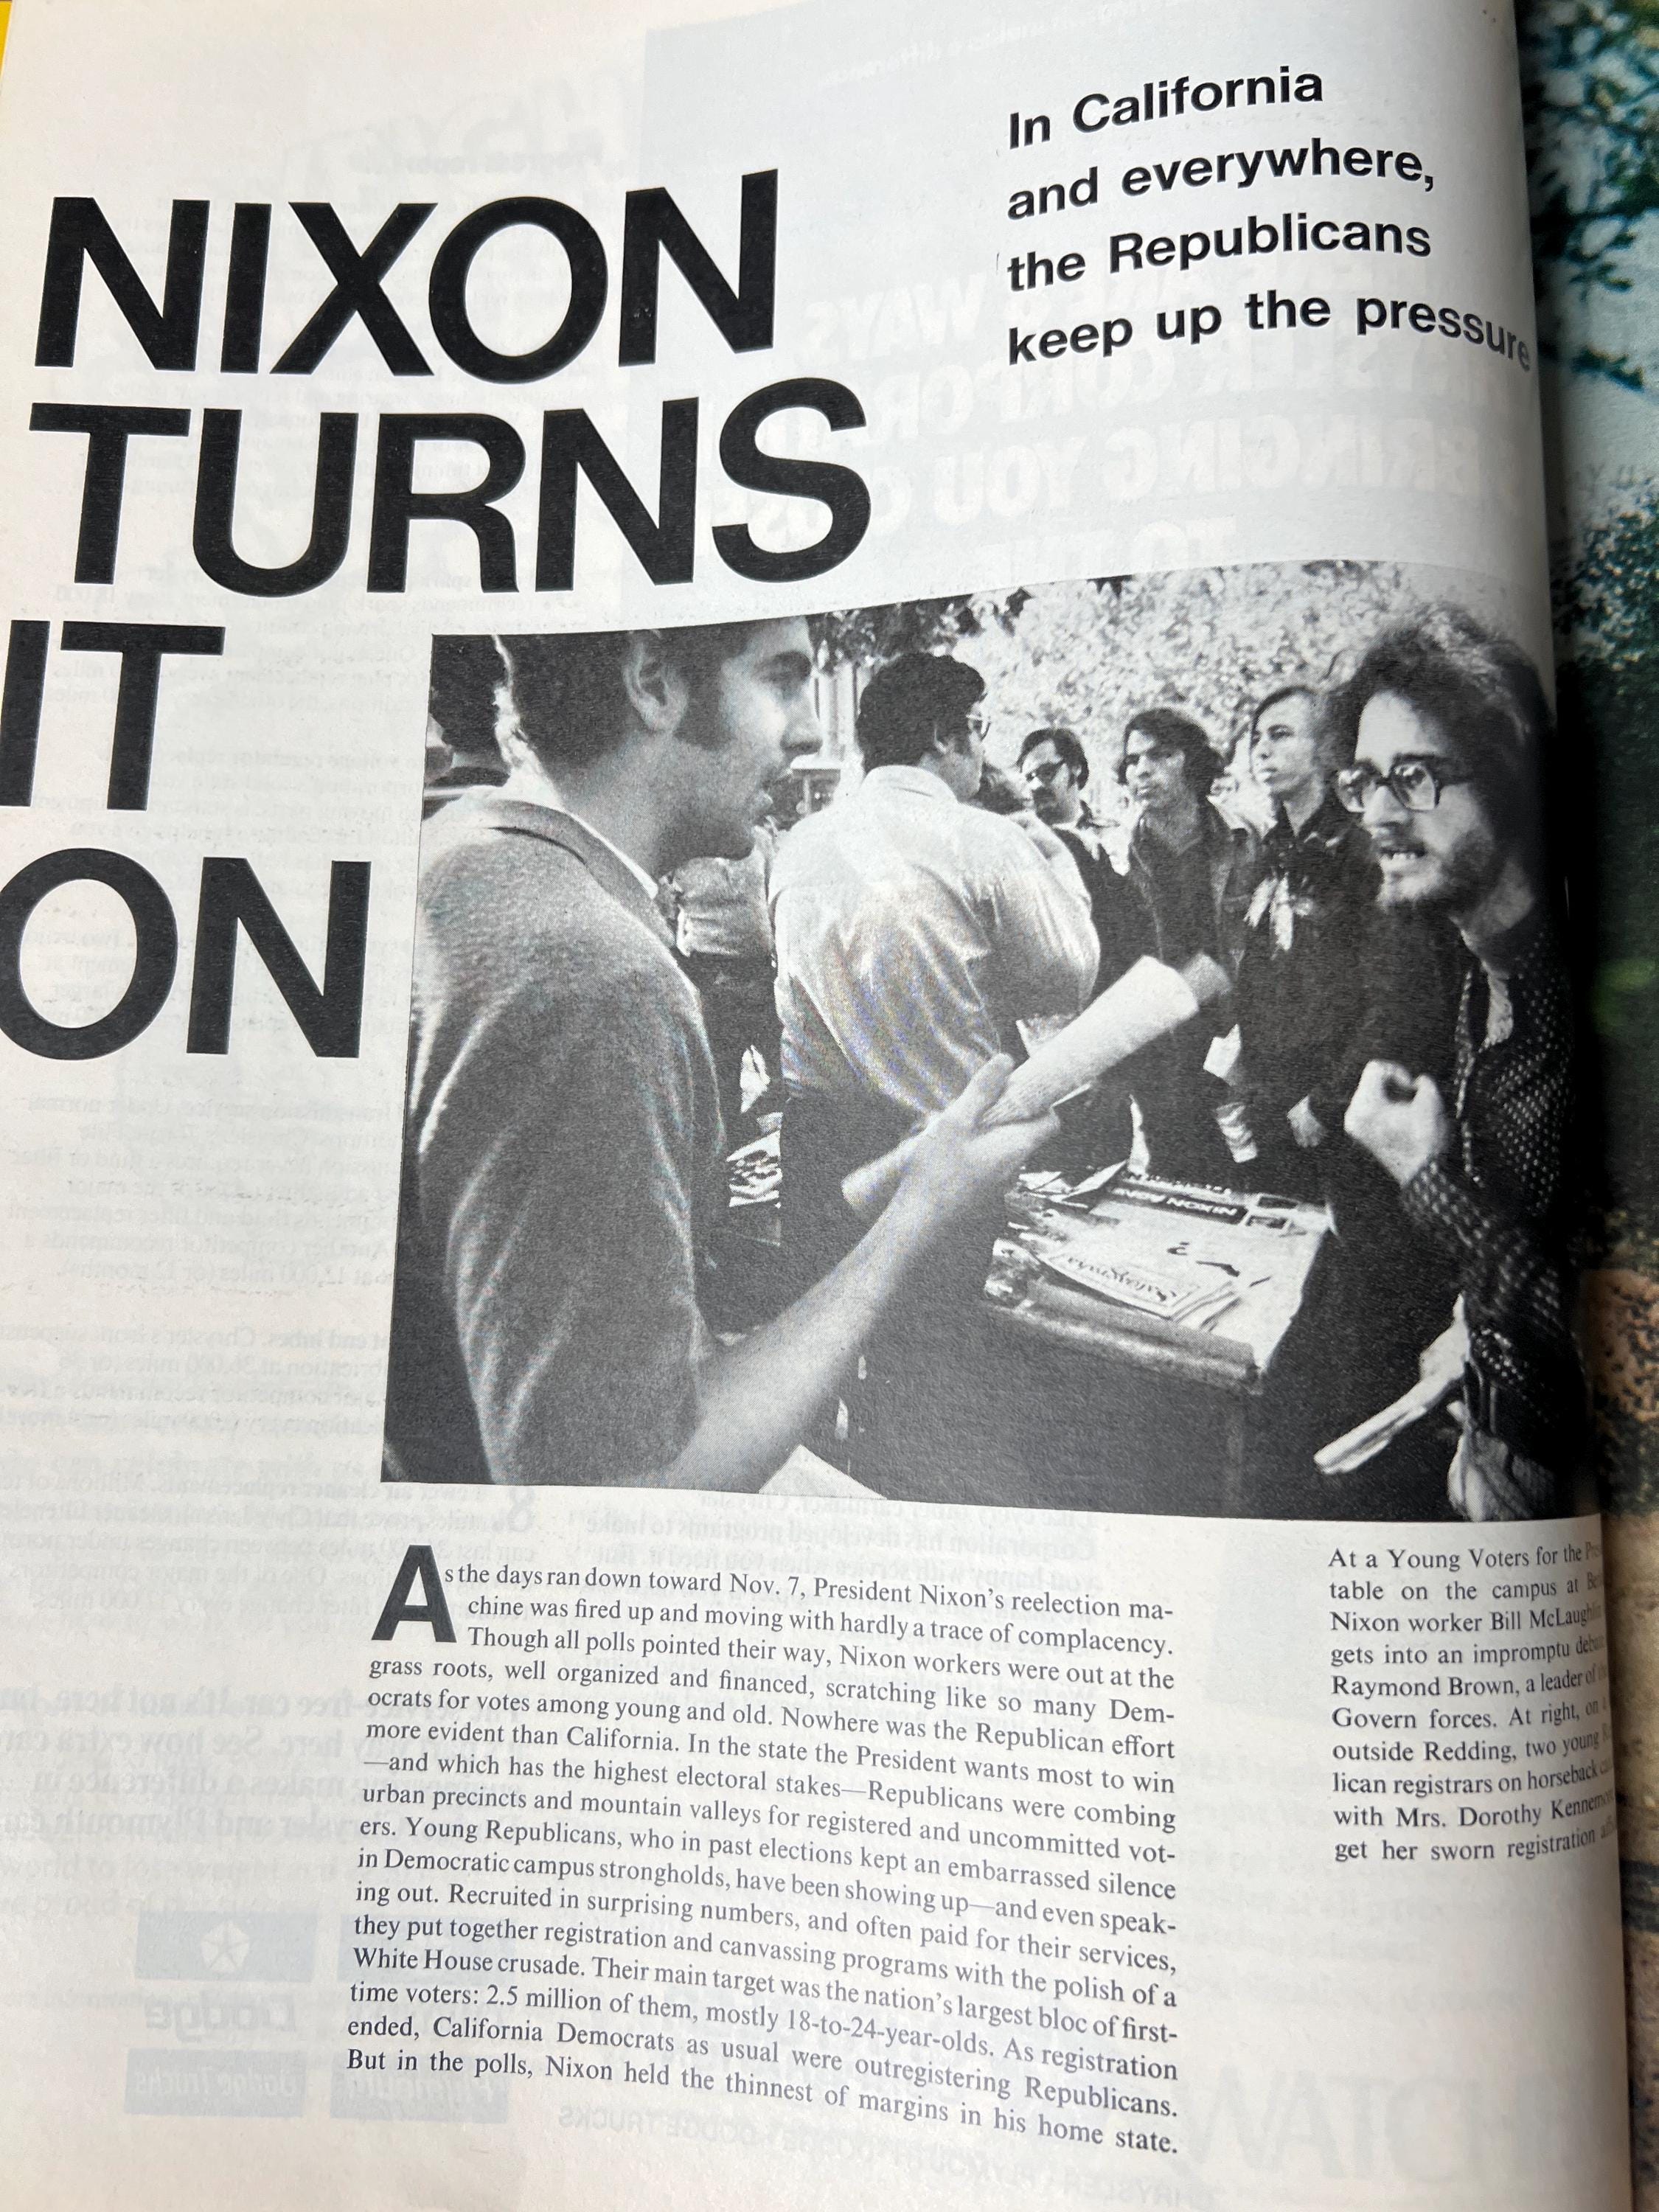 In California
and everywhere,
the Republicans
keep up the pressure
NIXON
TURNS
IT
ON
As the days ran down toward Nov. 7, President Nixon's reelection ma-
chine was fired up and moving with hardly a trace of complacency.
Though all polls pointed their way, Nixon workers were out at the
grass roots, well organized and financed, scratching like so many Dem-
ocrats for votes among young and old. Nowhere was the Republican effort
more evident than California. In the state the President wants most to win
—and which has the highest electoral stakes—Republicans were combing
urban precincts and mountain valleys for registered and uncommitted vot-
ers. Young Republicans, who in past elections kept an embarrassed silence
in Democratic campus strongholds, have been showing up—and even speak-
ing out. Recruited in surprising numbers, and often paid for their services,
they put together registration and canvassing programs with the polish of a
White House crusade. Their main target was the nation's largest bloc of first-
time voters: 2.5 million of them, mostly 18-to-24-year-olds. As registration
ended, California Democrats as usual were outregistering Republicans.
But in the polls, Nixon held the thinnest of margins in his home state.
At a Young Voters for the
table on the campus at
Nixon worker Bill McLaughlin
gets into an impromptu
Raymond Brown, a leader of
Govern forces. At right, on
outside Redding, two young
lican registrars on horseback
with Mrs. Dorothy
get her sworn registration